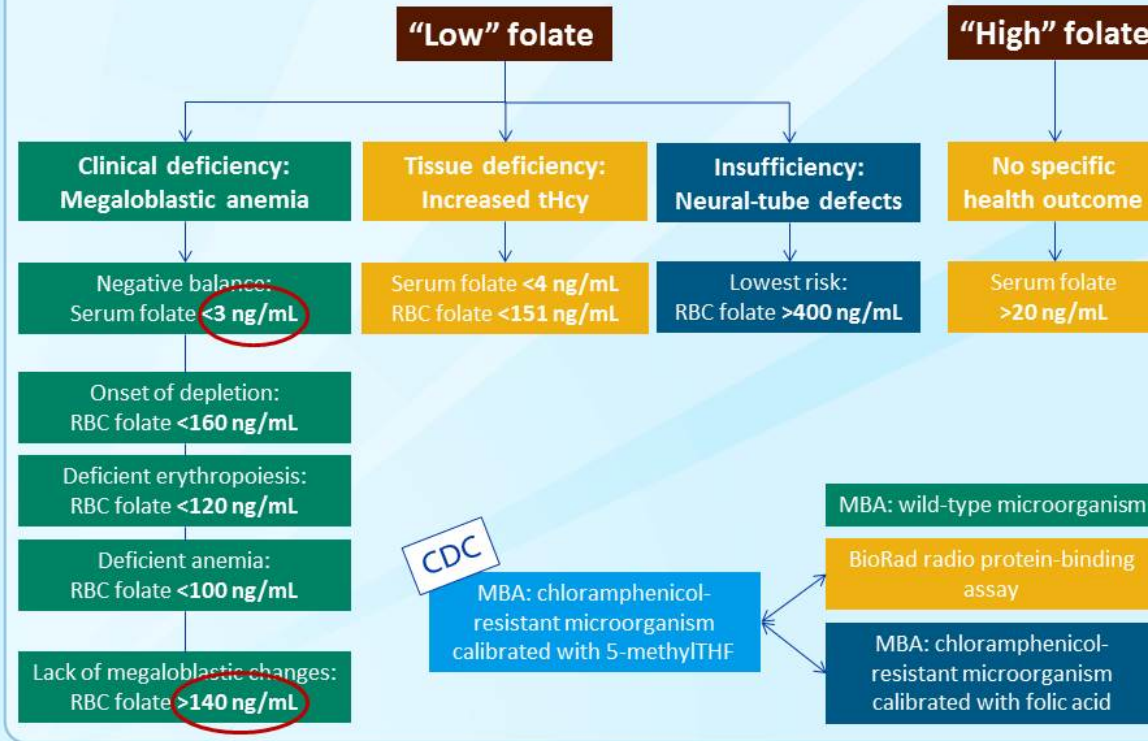 “Low” folate
“High” folate
Clinical deficiency:
Megaloblastic anemia
Tissue deficiency:
Increased tHcy
Insufficiency:
Neural-tube defects
No specific
health outcome
Negative balance:
Serum folate <3 ng/mL
Serum folate <4 ng/mL
RBC folate <151 ng/mL
Lowest risk:
RBC folate >400 ng/mL
Serum folate
>20 ng/mL
Onset of depletion:
RBC folate <160 ng/mL
Deficient erythropoiesis:
RBC folate <120 ng/mL
Deficient anemia:
RBC folate <100 ng/mL
Lack of megaloblastic changes:
RBC folate >140 ng/mL
CDC
MBA: chloramphenicol-
resistant microorganism
calibrated with 5-methylTHF
MBA: wild-type microorganism
BioRad radio protein-binding
assay
MBA: chloramphenicol-
resistant microorganism
calibrated with folic acid